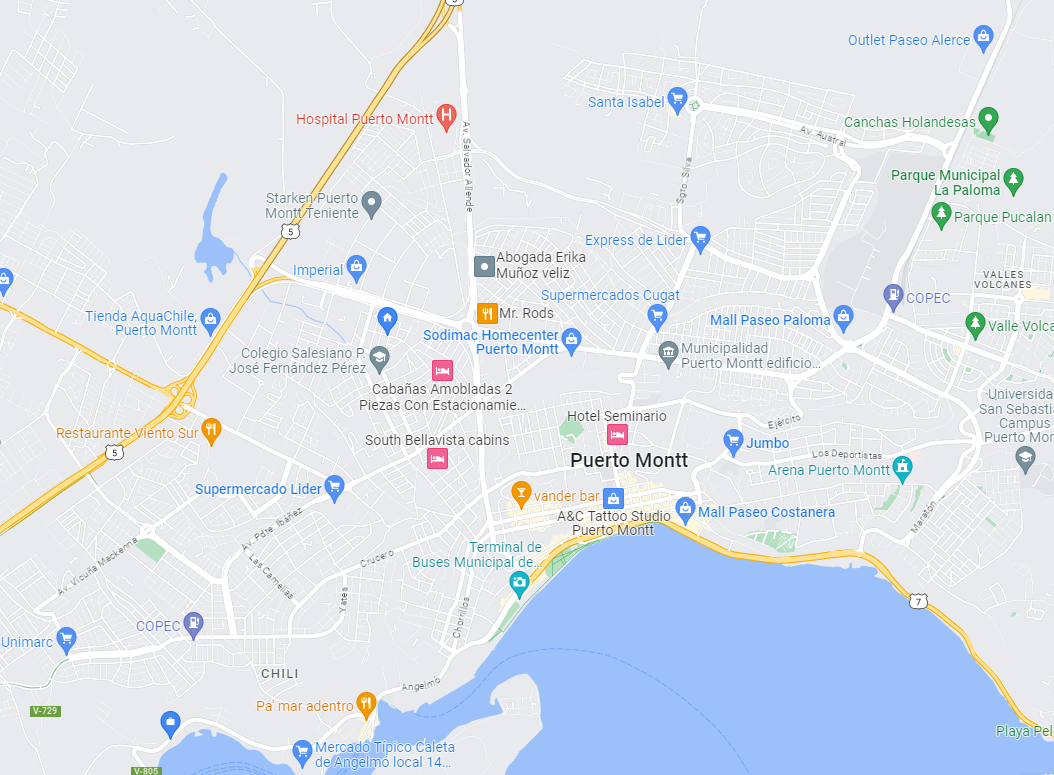 5
Outlet Paseo Alerce
Santa Isabel
Hospital Puerto Montt
Canchas Holandesas
Av. Austral
Av. Salvador Allende
Sgto. Silva
Parque Municipal
La Paloma
Starken Puerto
Montt Teniente
Parque Pucalan
5
Express de Lider
Abogada Erika
Muñoz veliz
Imperial
VALLES
VOLCANES
Supermercados Cugat
COPEC
Mr. Rods
Tienda AquaChile,
Puerto Montt
Mall Paseo Paloma
Valle Volca
Sodimac Homecenter
Puerto Montt
Colegio Salesiano P.
José Fernández Pérez
Municipalidad
Puerto Montt edificio...
Cabañas Amobladas 2
Piezas Con Estacionamie...
Universida
San Sebastia
Campus
Puerto Mon
Hotel Seminario
Ejército
Restaurante Viento Sur
South Bellavista cabins
Jumbo
5
Puerto Montt
Los Deportistas
Arena Puerto Montt
Supermercado Lider
vander bar
A&C Tattoo Studio
Puerto Montt
Mall Paseo Costanera
Maratón
Av. Pdte. Ibáñez
Av. Vicuña Mackenna
Terminal de
Buses Municipal de...
Crucero
Las Camelias
Yates
Chorrillos
7
COPEC
Unimarc
CHILI
Angelmo
Pa' mar adentro
V-729
Playa Pel
Mercado Típico Caleta
de Angelmó local 14...
V-805